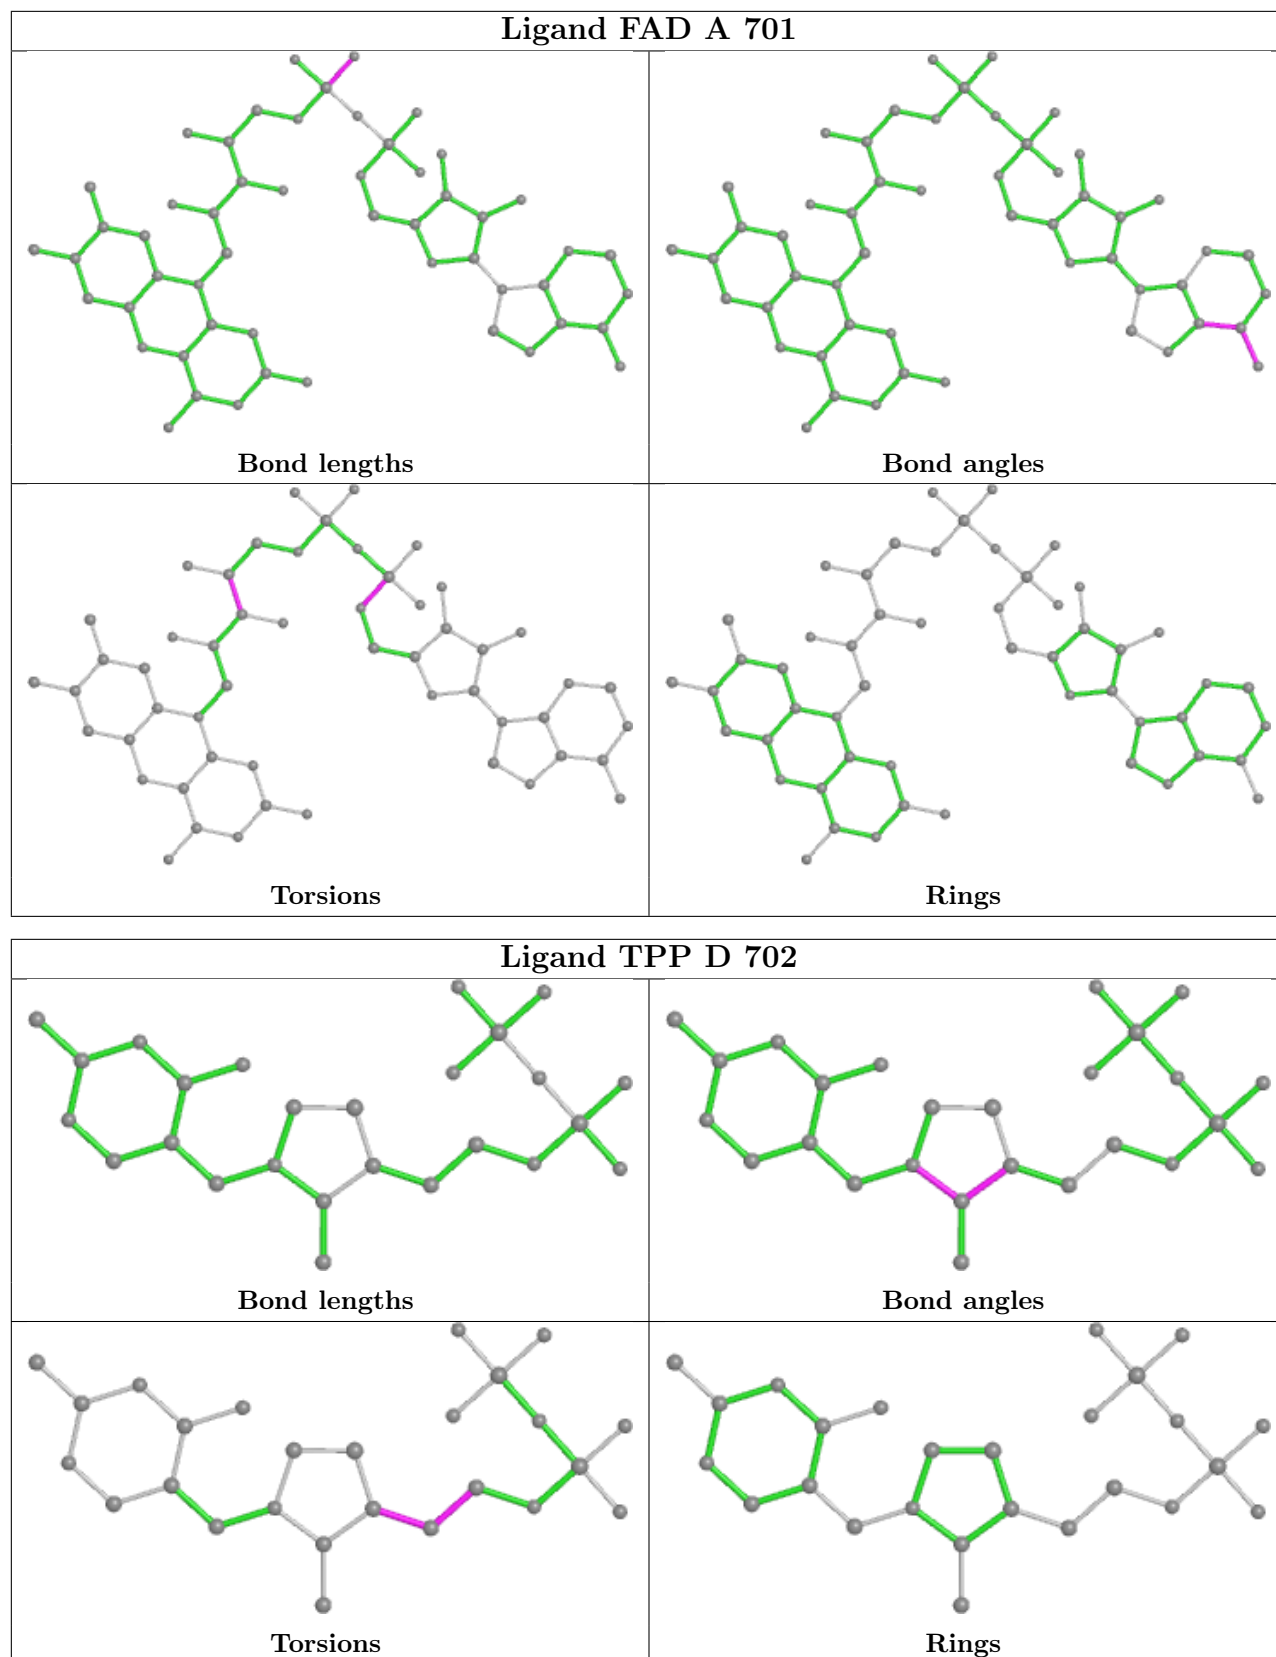 Ligand FAD A 701
Bond lengths
Bond angles
Torsions
Rings
Ligand TPP D 702
Bond lengths
Bond angles
Torsions
Rings